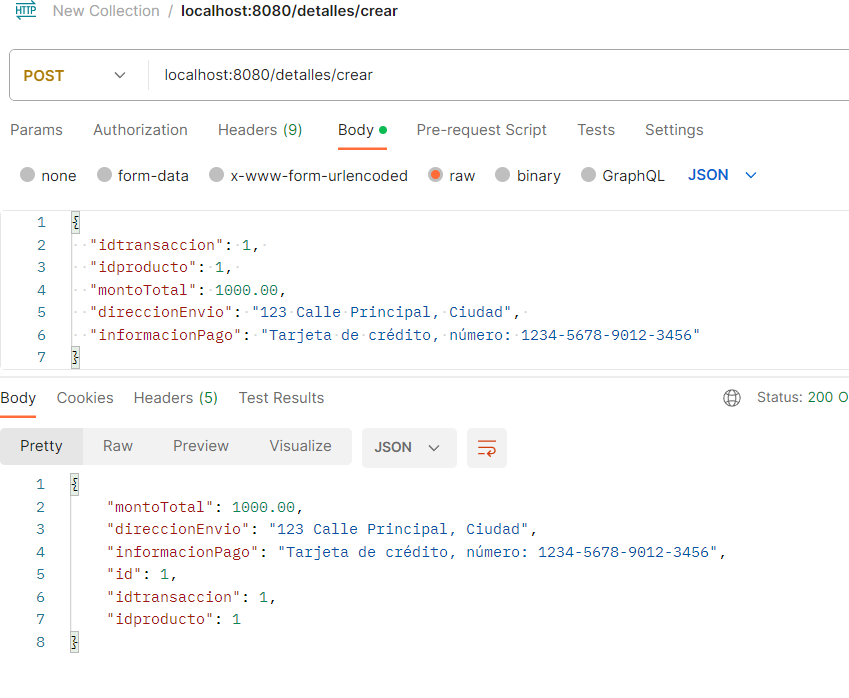 HTTP New Collection / localhost:8080/detalles/crear
POST localhost:8080/detalles/crear
Params Authorization Headers (9) Body Pre-request Script Tests Settings
none form-data x-www-form-urlencoded raw binary GraphQL JSON
1 {
2 "idtransaccion": 1,
3 "idproducto": 1,
4 "montoTotal": 1000.00,
5 "direccionEnvio": "123 Calle Principal, Ciudad",
6 "informacionPago": "Tarjeta de crédito, número: 1234-5678-9012-3456"
7 }
Body Cookies Headers (5) Test Results Status: 200 O
Pretty Raw Preview Visualize JSON
1 {
2 "montoTotal": 1000.00,
3 "direccionEnvio": "123 Calle Principal, Ciudad",
4 "informacionPago": "Tarjeta de crédito, número: 1234-5678-9012-3456",
5 "id": 1,
6 "idtransaccion": 1,
7 "idproducto": 1
8 }